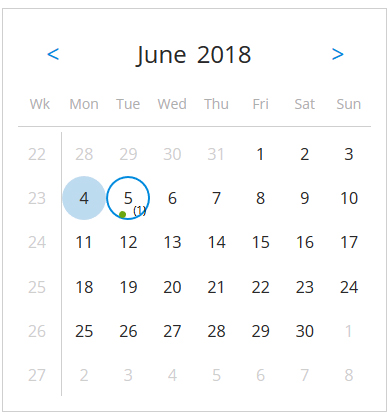 < June 2018 >
Wk Mon Tue Wed Thu Fri Sat Sun
22 28 29 30 31 1 2 3
23 4 5 (1) 6 7 8 9 10
24 11 12 13 14 15 16 17
25 18 19 20 21 22 23 24
26 25 26 27 28 29 30 1
27 2 3 4 5 6 7 8